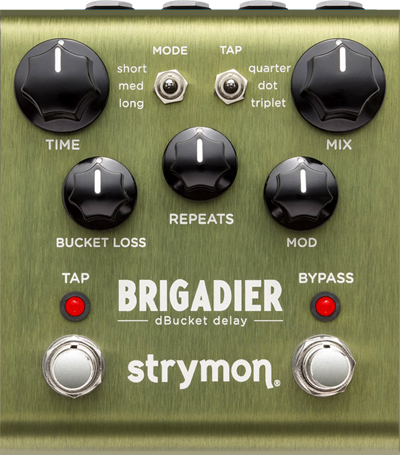 MODE
TAP
short
med
long
quarter
dot
triplet
TIME
MIX
REPEATS
BUCKET LOSS
MOD
TAP
BYPASS
BRIGADIER
dBucket delay
strymon®